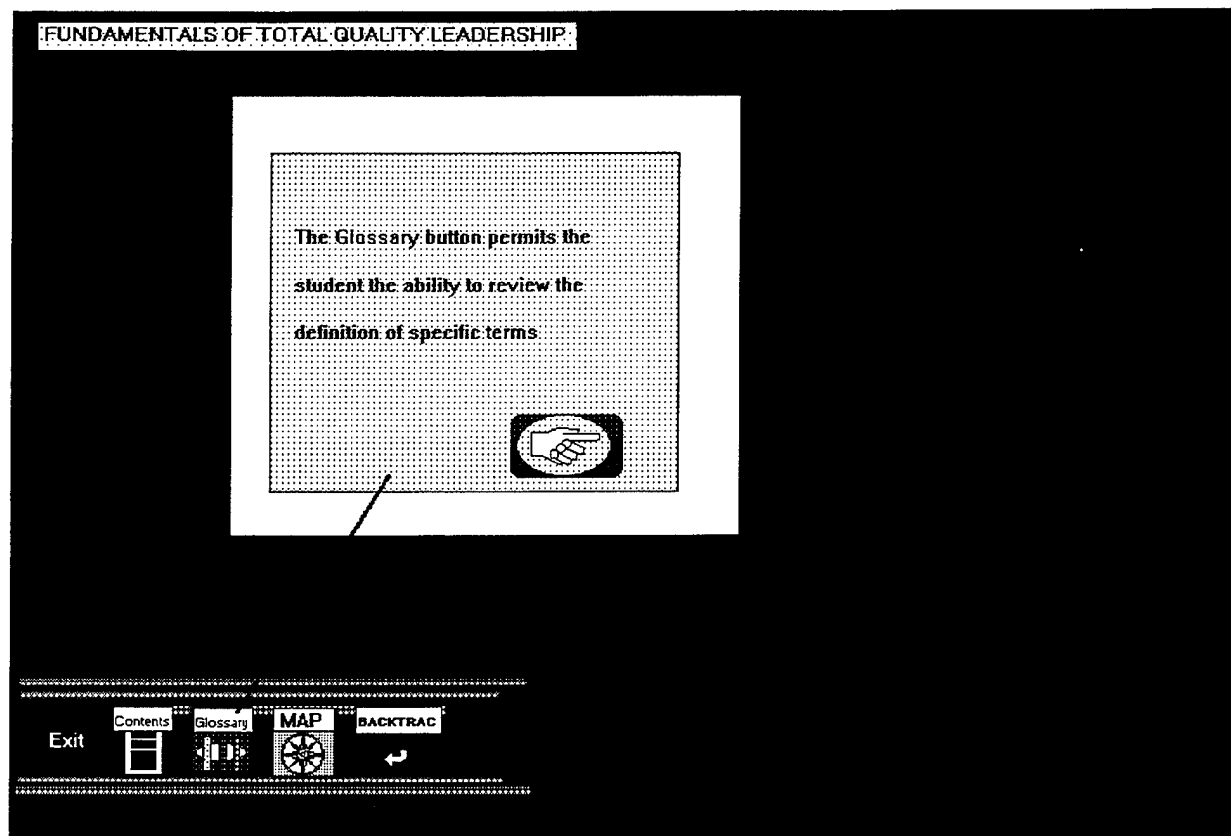 FUNDAMENTALS OF TOTAL QUALITY LEADERSHIP
The Glossary button permits the
student the ability to review the
definition of specific terms
Exit
Contents
Glossary
MAP
BACKTRAC